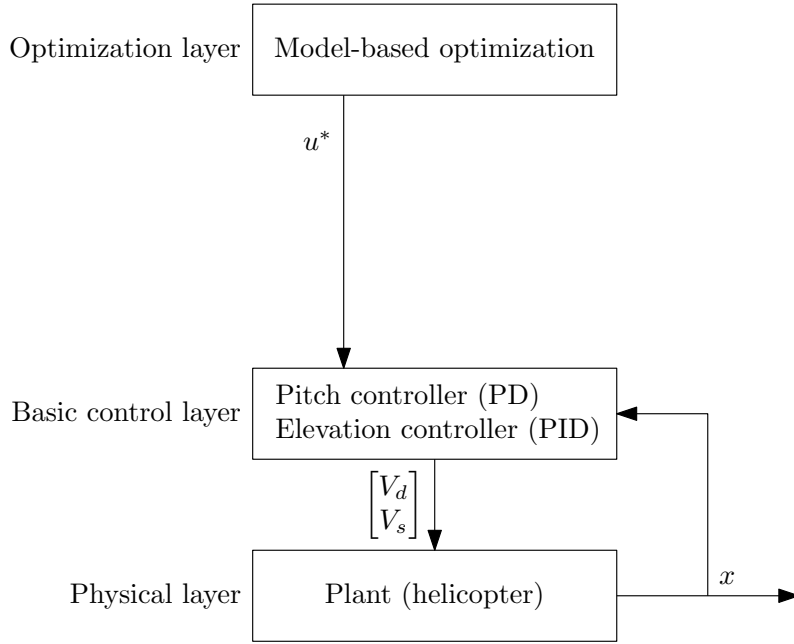 Optimization layer
Model-based optimization
u*
Basic control layer
Pitch controller (PD)
Elevation controller (PID)
[V_d
V_s]
Physical layer
Plant (helicopter)
x